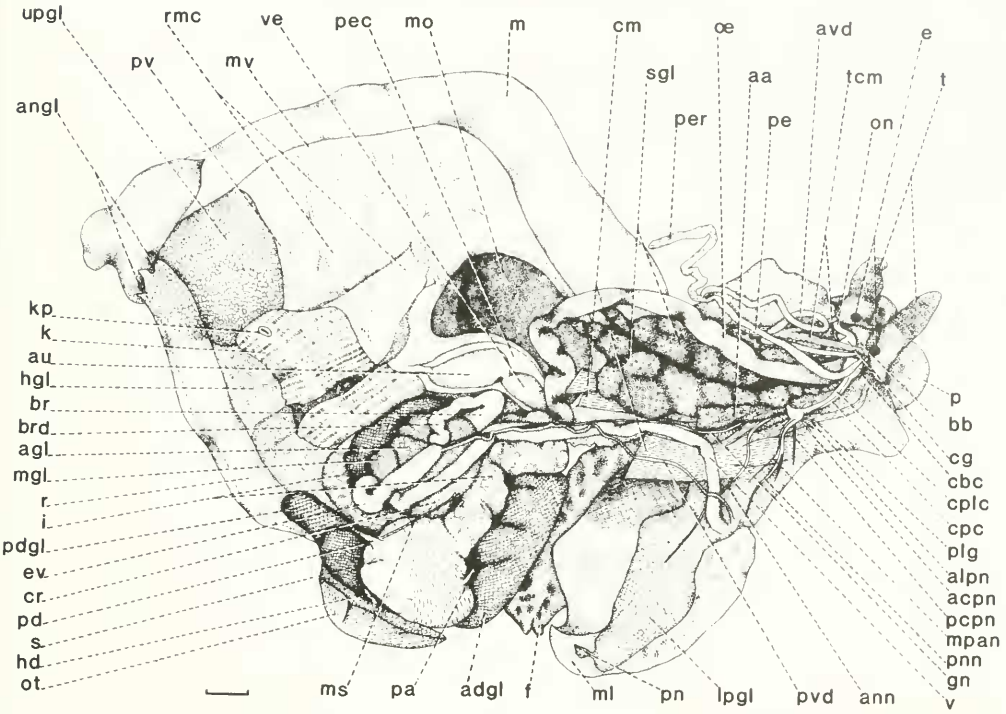 upgl rmc ve pec mo m cm œ avd e
pv mv sgl aa tcm t
angl per pe on
kp
k
au
hgl
br
brd
agl
mgl
r
i
pdgl
ev
cr
pd
s
hd
ot
p
bb
cg
cbc
cplc
cpc
plg
alpn
acpn
pcpn
mpan
pnn
gn
v
ms pa adgl f ml pn lpgl pvd ann